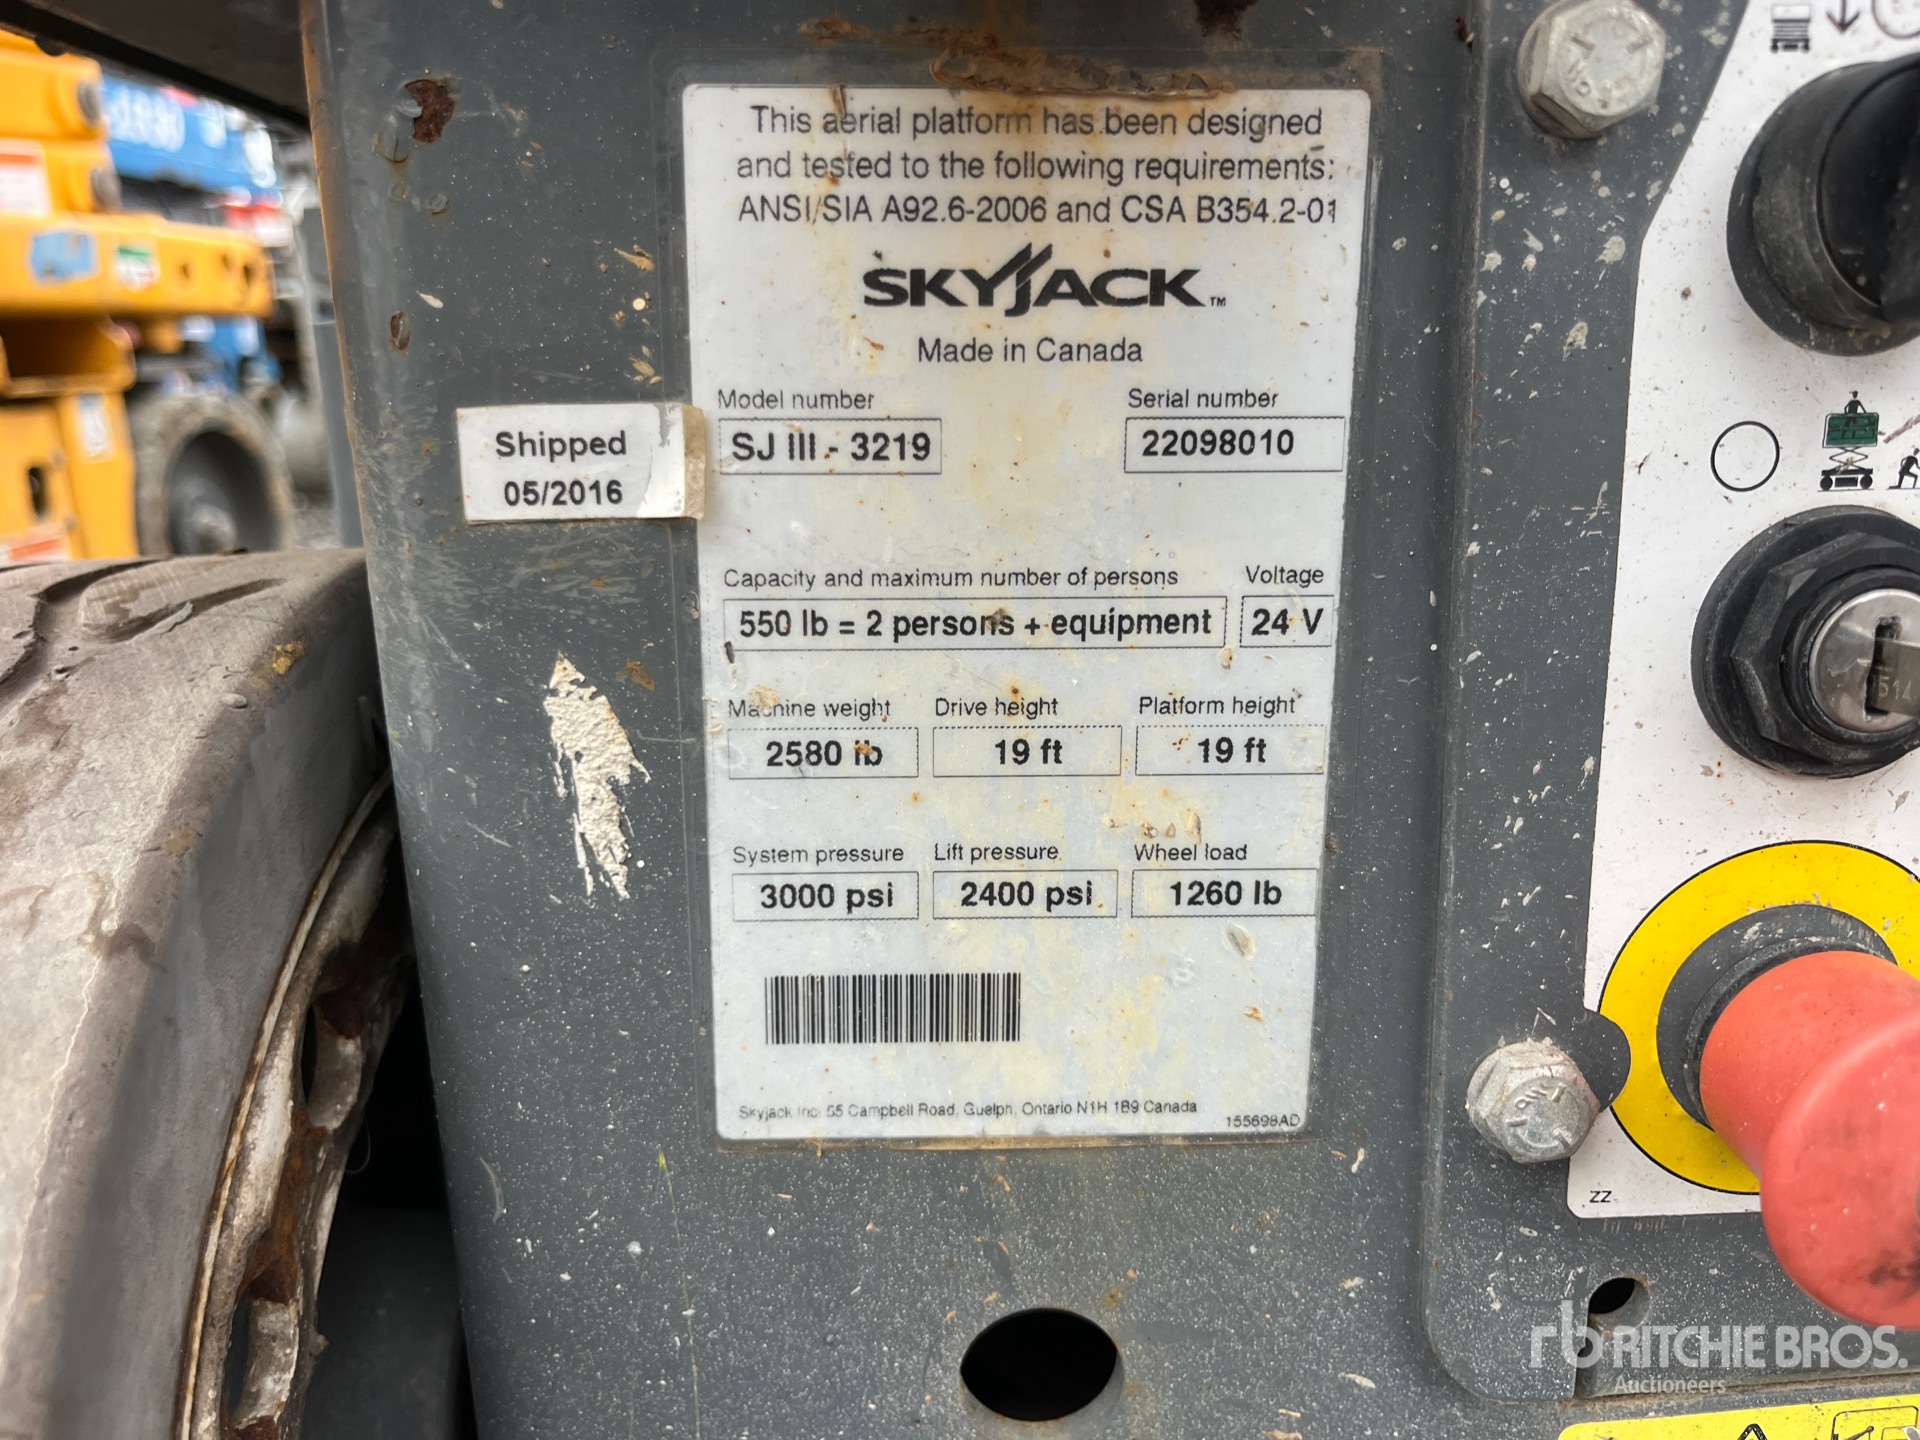 This aerial platform has been designed
and tested to the following requirements:
ANSI/SIA A92.6-2006 and CSA B354.2-01
SKYJACK™
Made in Canada
Model number Serial number
SJ III - 3219 22098010
Shipped
05/2016
Capacity and maximum number of persons Voltage
550 lb = 2 persons + equipment 24 V
Machine weight Drive height Platform height
2580 lb 19 ft 19 ft
System pressure Lift pressure Wheel load
3000 psi 2400 psi 1260 lb
Skyjack Inc. 55 Campbell Road, Guelph, Ontario N1H 1B9 Canada
155698AD
ZZ
rb RITCHIE BROS.
Auctioneers